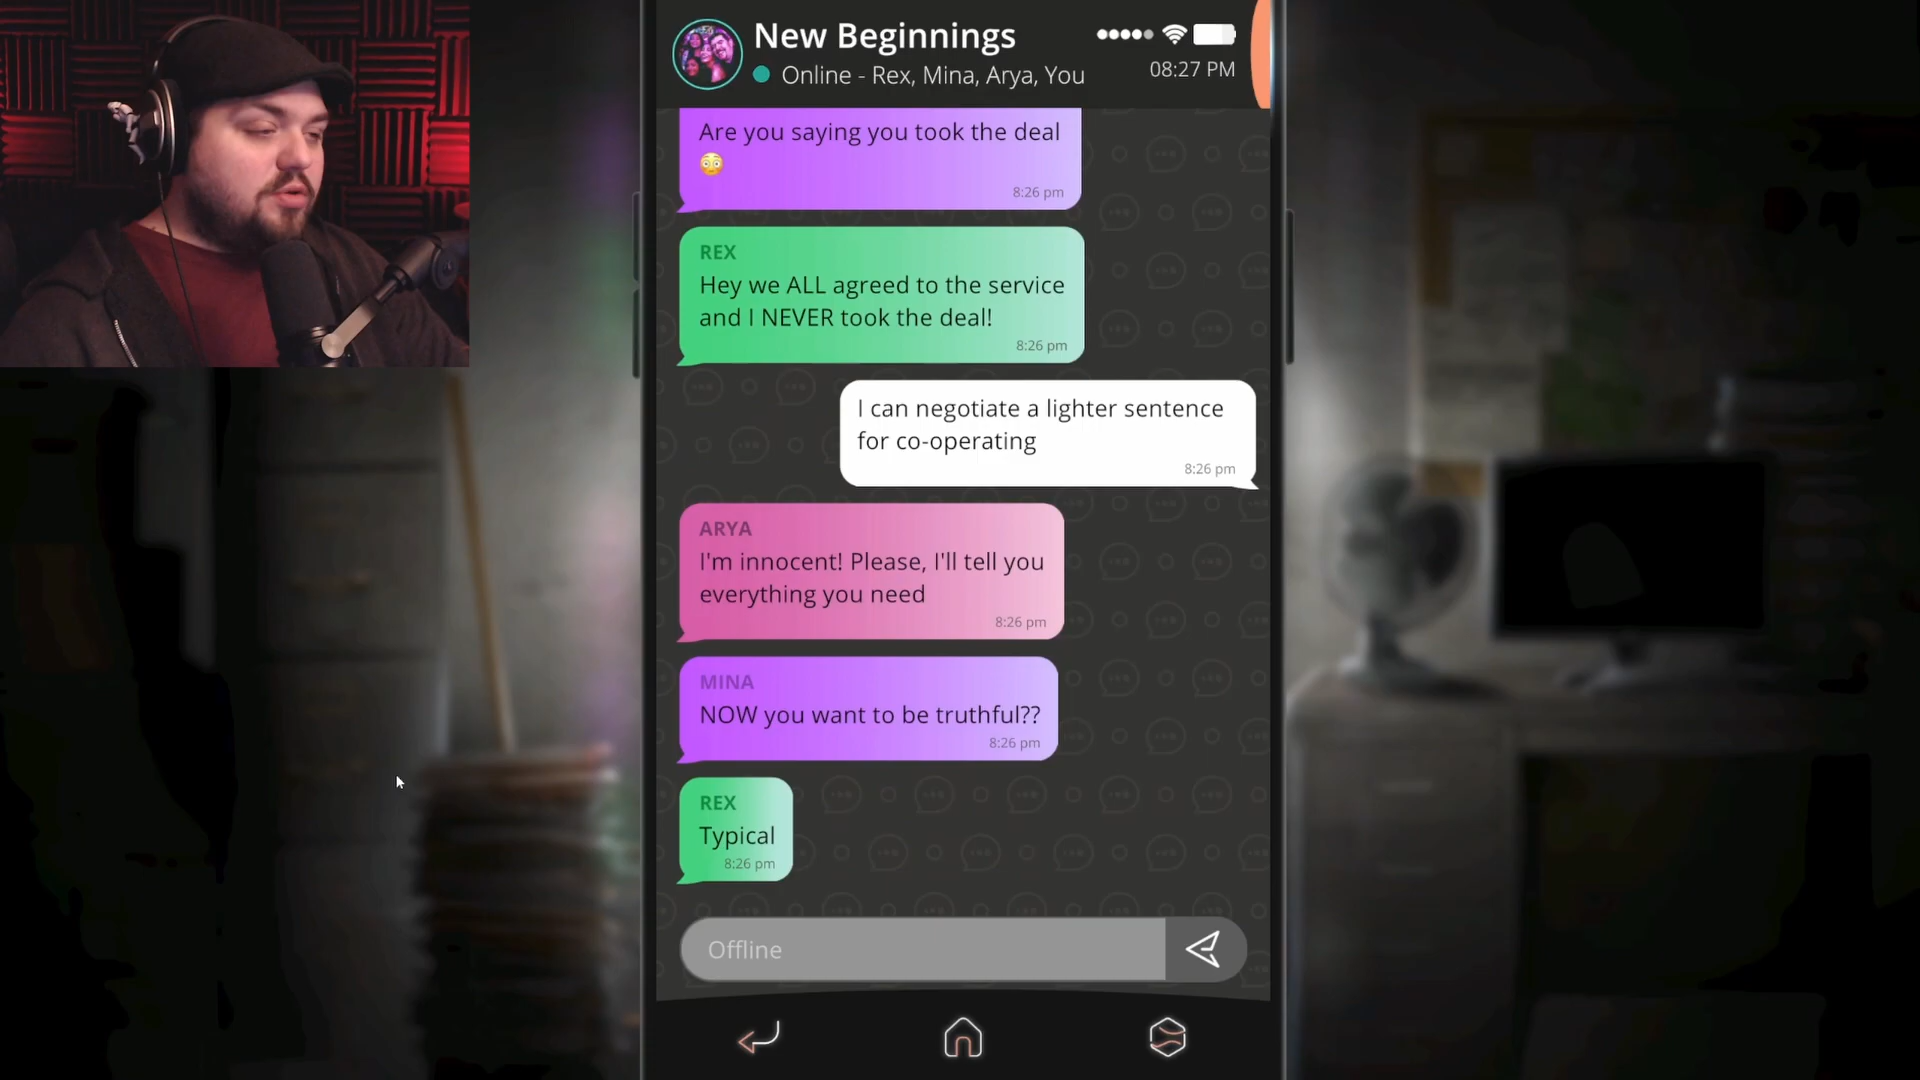 New Beginnings
Online - Rex, Mina, Arya, You
08:27 PM
Are you saying you took the deal
😳
8:26 pm
REX
Hey we ALL agreed to the service
and I NEVER took the deal!
8:26 pm
I can negotiate a lighter sentence
for co-operating
8:26 pm
ARYA
I'm innocent! Please, I'll tell you
everything you need
8:26 pm
MINA
NOW you want to be truthful??
8:26 pm
REX
Typical
8:26 pm
Offline